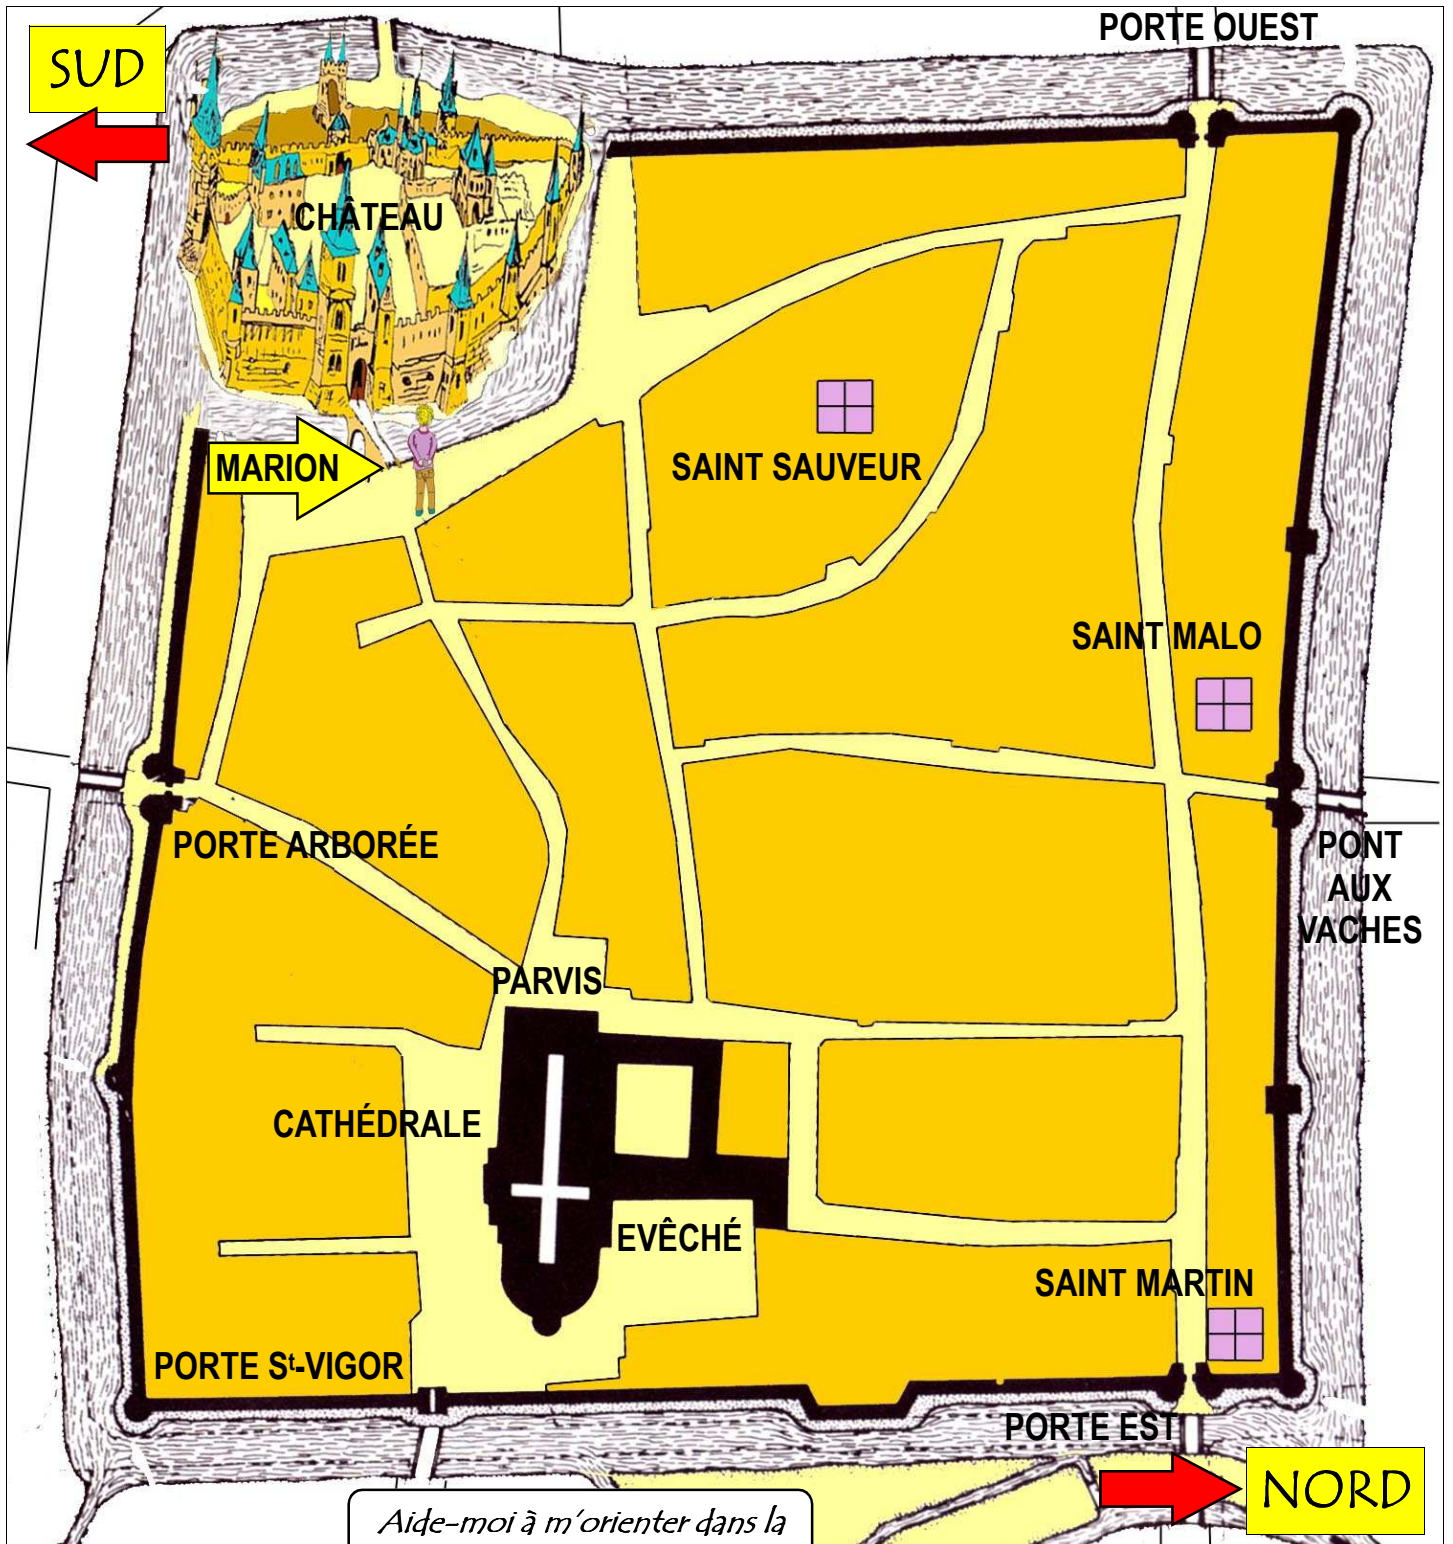 PORTE OUEST
SUD
CHÂTEAU
MARION
SAINT SAUVEUR
SAINT MALO
PORTE ARBORÉE
PONT
AUX
VACHES
PARVIS
CATHÉDRALE
EVÊCHÉ
SAINT MARTIN
PORTE St-VIGOR
PORTE EST
NORD
Aide-moi à m'orienter dans la